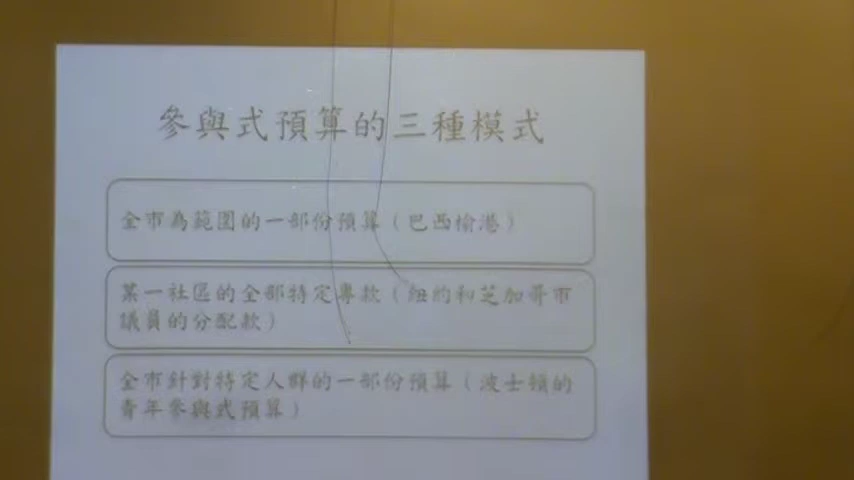 參與式預算的三種模式
全市為範圍的一部份預算（巴西榆港）
某一社區的全部特定專款（紐約和芝加哥市
議員的分配款）
全市針對特定人群的一部份預算（波士頓的
青年參與式預算）